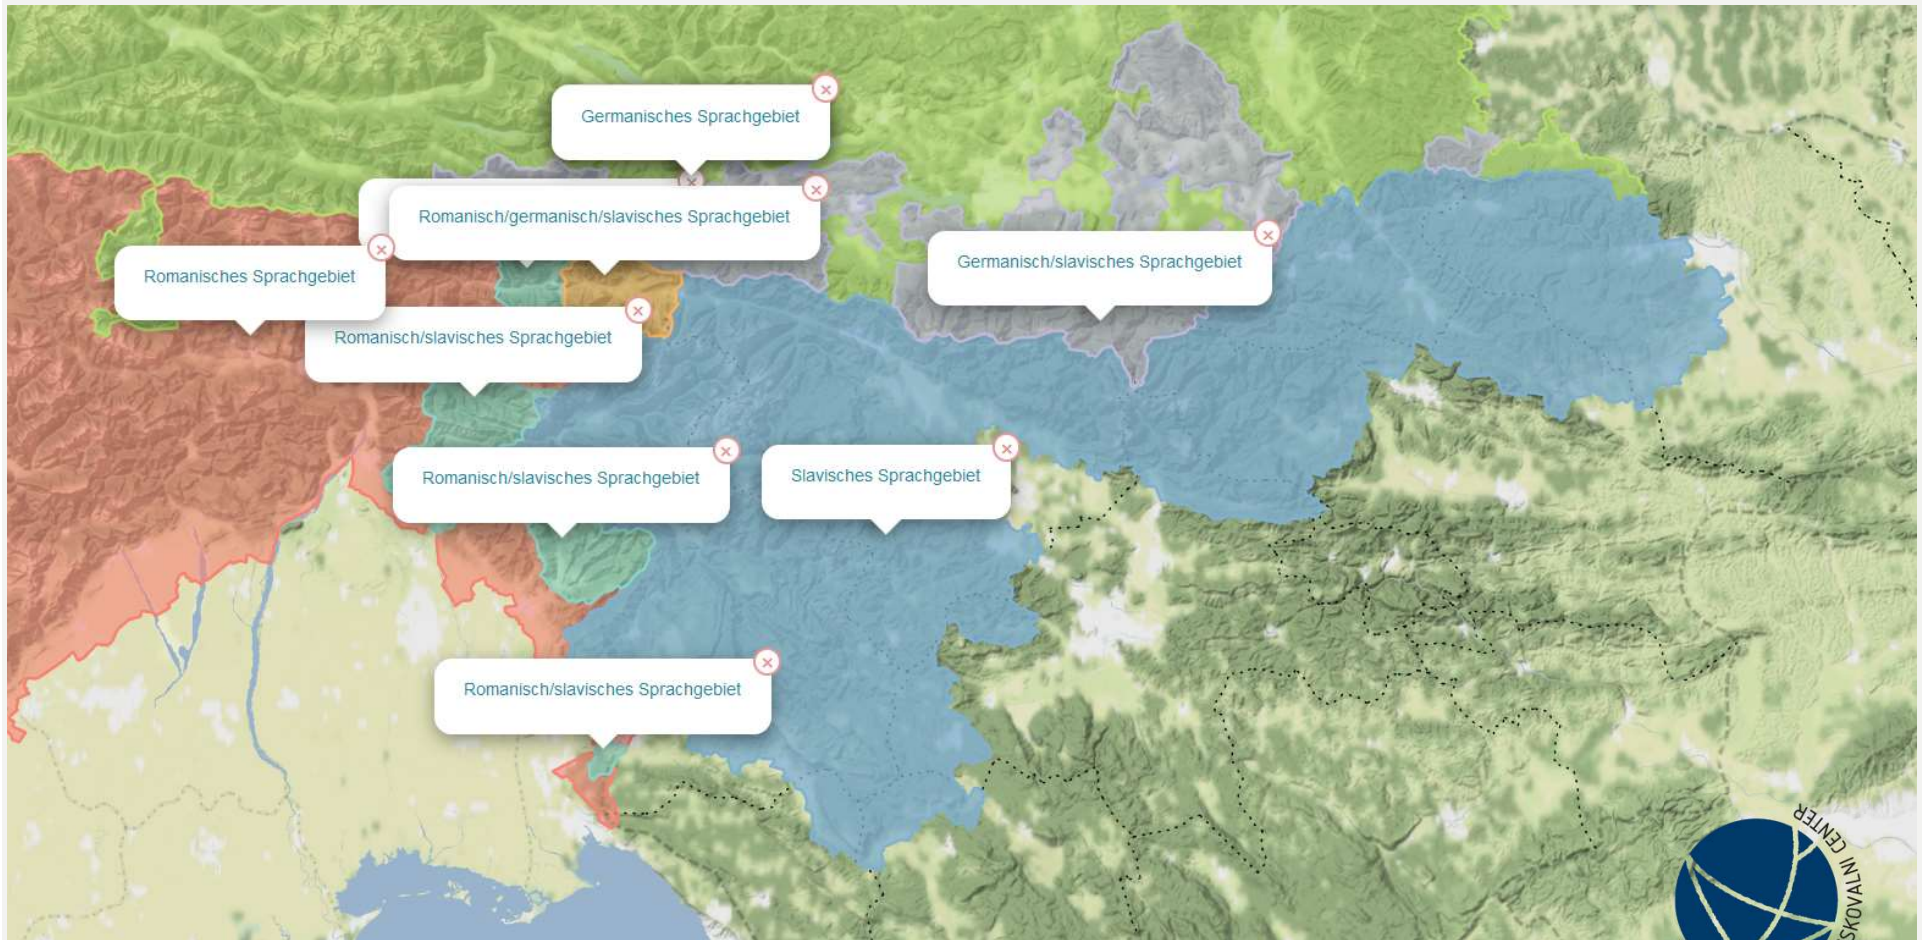 Germanisches Sprachgebiet
Romanisch/germanisch/slavisches Sprachgebiet
Germanisch/slavisches Sprachgebiet
Romanisches Sprachgebiet
Romanisch/slavisches Sprachgebiet
Romanisch/slavisches Sprachgebiet
Slavisches Sprachgebiet
Romanisch/slavisches Sprachgebiet
SKOVALNI CENTER